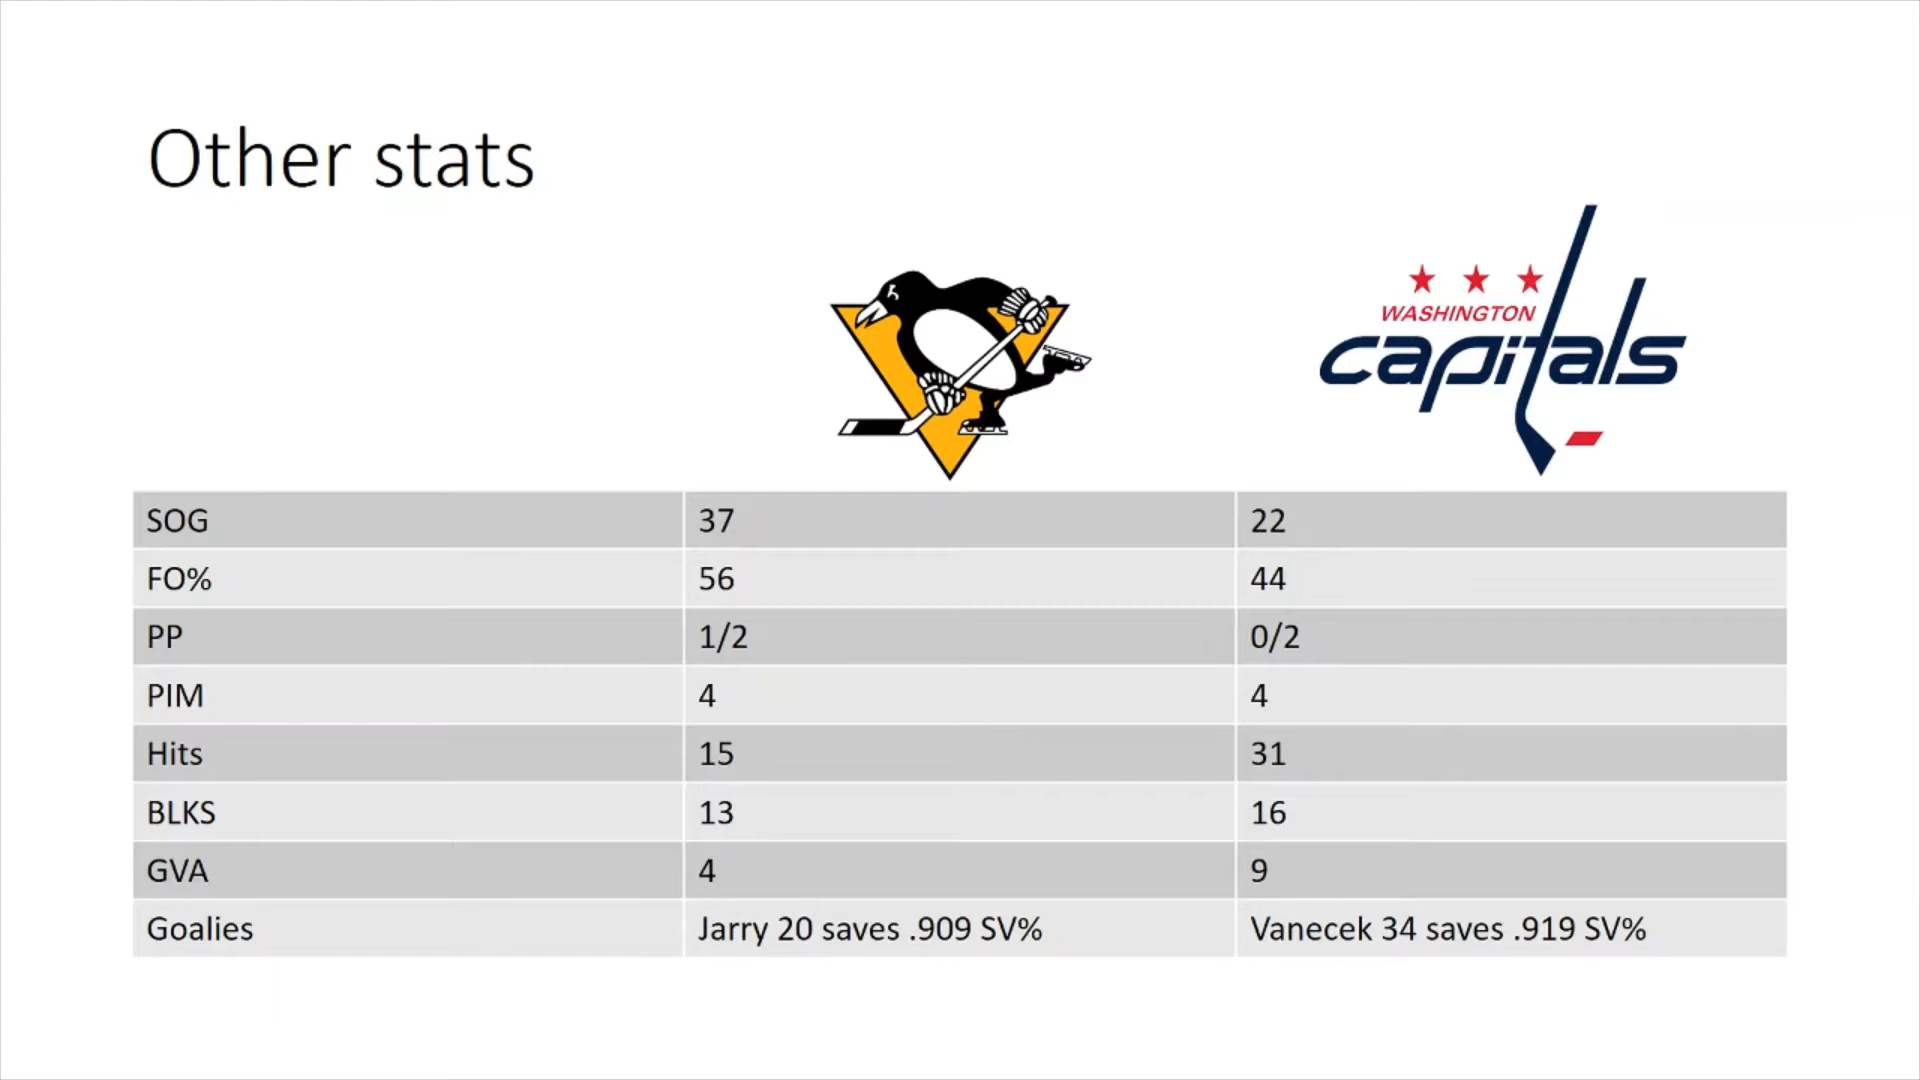 Other stats
WASHINGTON
capitals
SOG 37 22
FO% 56 44
PP 1/2 0/2
PIM 4 4
Hits 15 31
BLKS 13 16
GVA 4 9
Goalies Jarry 20 saves .909 SV% Vanecek 34 saves .919 SV%